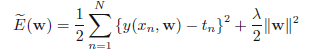 Ẽ(w) = 1/2 ∑_{n=1}^{N} {y(x_n, w) − t_n}² + λ/2 ‖w‖²